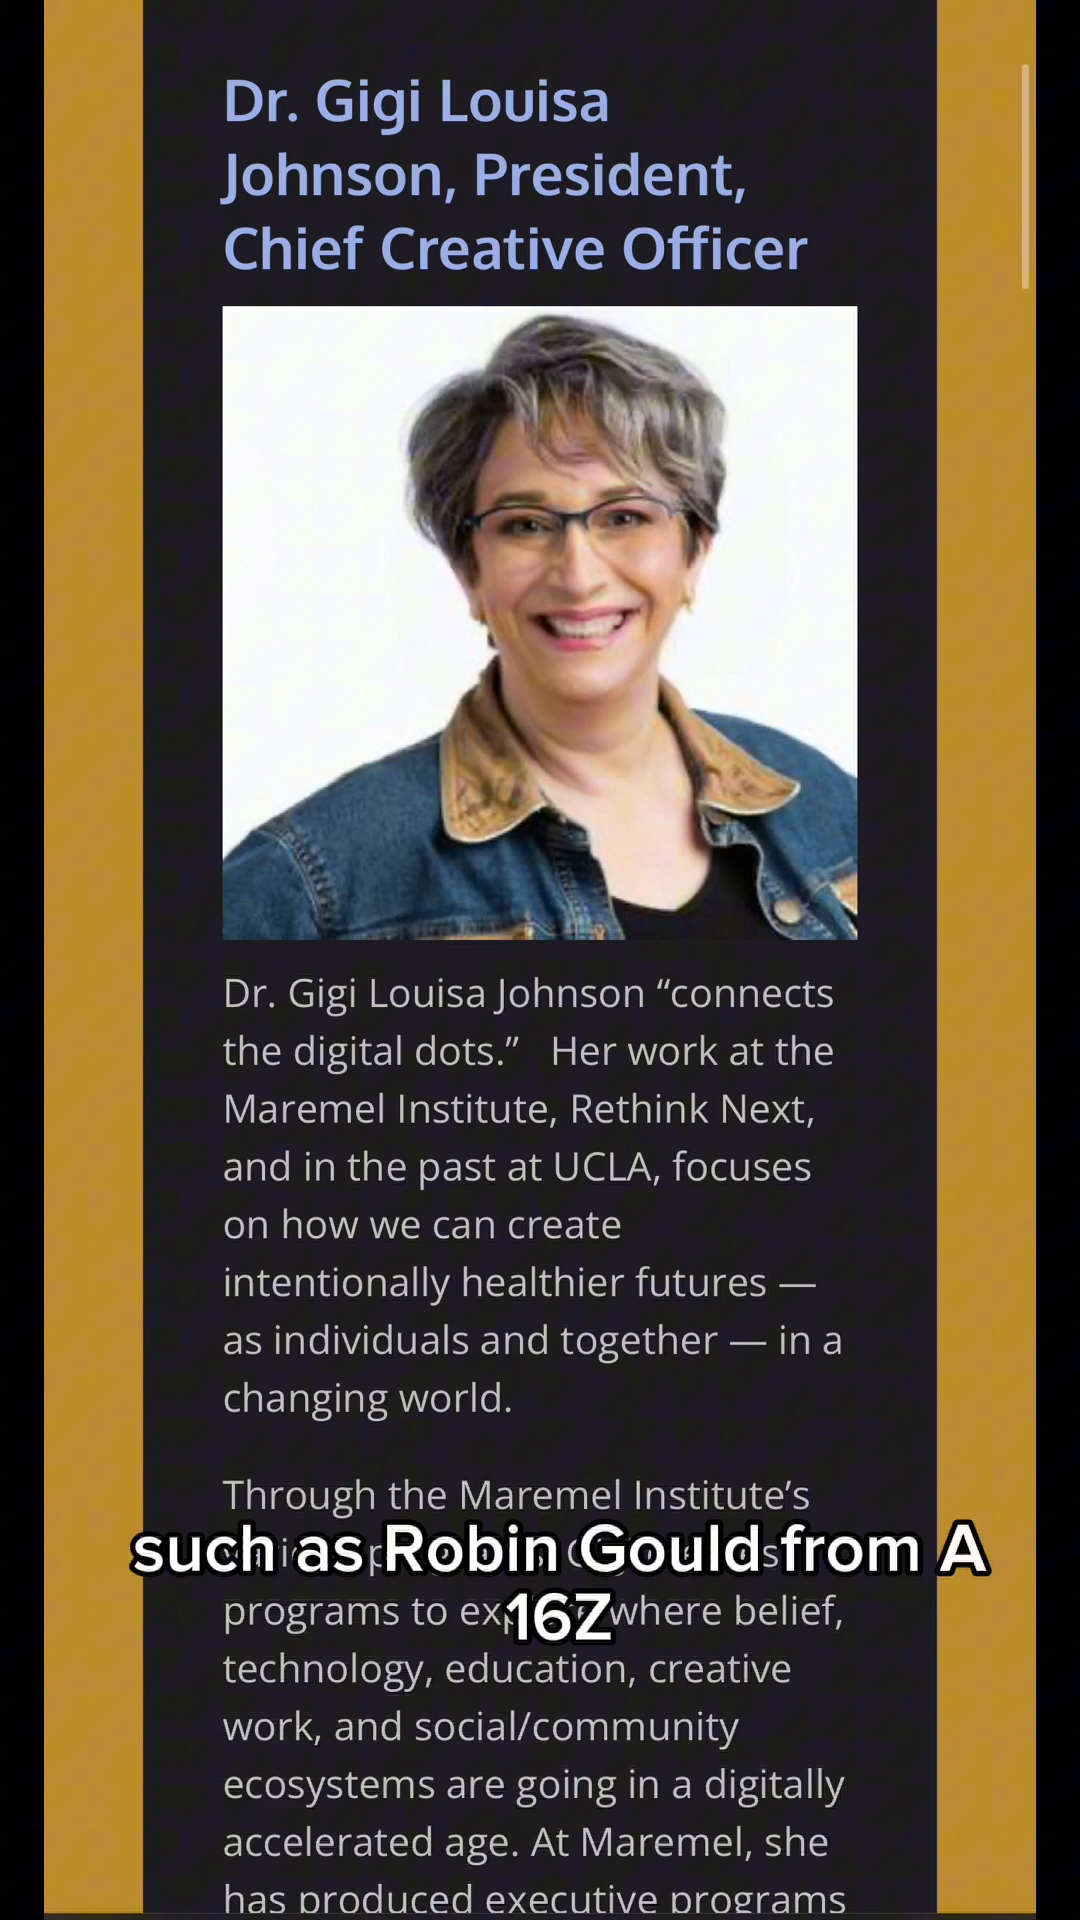 Dr. Gigi Louisa
Johnson, President,
Chief Creative Officer
Dr. Gigi Louisa Johnson “connects
the digital dots.”   Her work at the
Maremel Institute, Rethink Next,
and in the past at UCLA, focuses
on how we can create
intentionally healthier futures —
as individuals and together — in a
changing world.
Through the Maremel Institute’s
such as Robin Gould from A
16Z
programs to where belief,
technology, education, creative
work, and social/community
ecosystems are going in a digitally
accelerated age. At Maremel, she
has produced executive programs